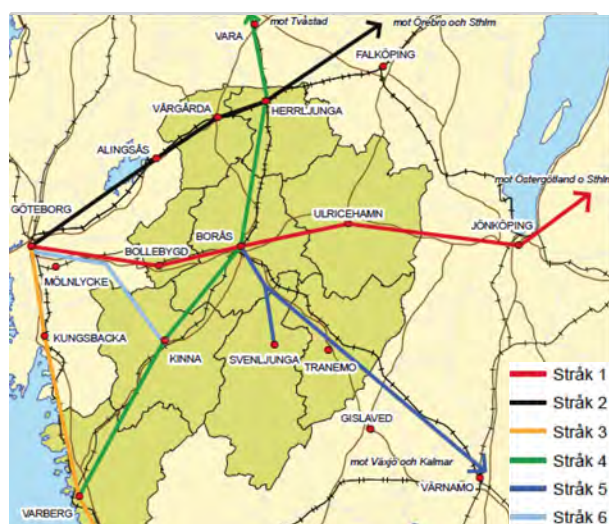 mot Tvåstad
mot Örebro och Sthlm
VARA
FALKÖPING
VÅRGÅRDA
HERRLJUNGA
ALINGSÅS
mot Östergötland o Sthlm
GÖTEBORG
ULRICEHAMN
BORÅS
JÖNKÖPING
BOLLEBYGD
MÖLNLYCKE
KUNGSBACKA
KINNA
SVENLJUNGA
TRANEMO
GISLAVED
mot Växjö och Kalmar
VÄRNAMO
VARBERG
Stråk 1
Stråk 2
Stråk 3
Stråk 4
Stråk 5
Stråk 6